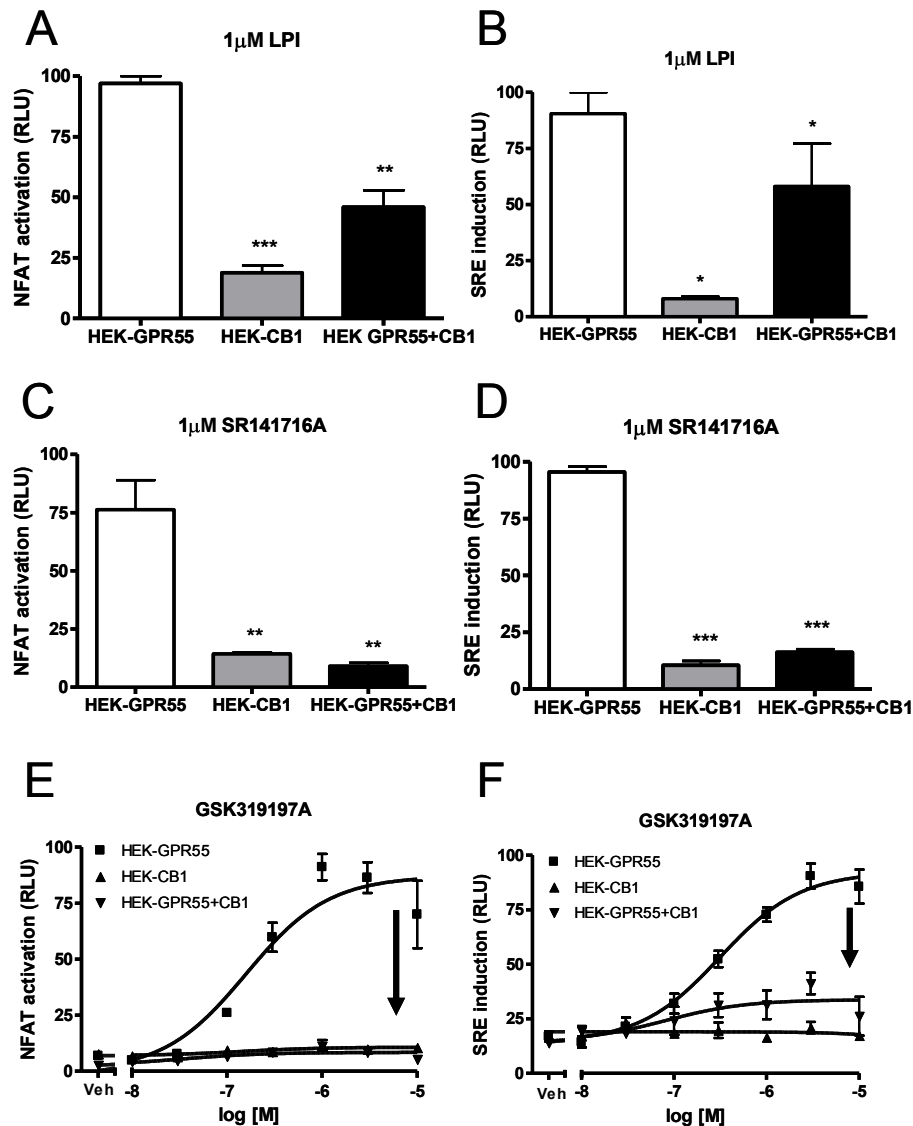 A
1μM LPI
NFAT activation (RLU)
100
75
50
25
0
***
**
HEK-GPR55 HEK-CB1 HEK GPR55+CB1
B
1μM LPI
SRE induction (RLU)
100
75
50
25
0
*
*
HEK-GPR55 HEK-CB1 HEK-GPR55+CB1
C
1μM SR141716A
NFAT activation (RLU)
100
75
50
25
0
**
**
HEK-GPR55 HEK-CB1 HEK-GPR55+CB1
D
1μM SR141716A
SRE induction (RLU)
100
75
50
25
0
***
***
HEK-GPR55 HEK-CB1 HEK-GPR55+CB1
E
GSK319197A
NFAT activation (RLU)
100
75
50
25
0
HEK-GPR55
HEK-CB1
HEK-GPR55+CB1
Veh -8 -7 -6 -5
log [M]
F
GSK319197A
SRE induction (RLU)
100
75
50
25
0
HEK-GPR55
HEK-CB1
HEK-GPR55+CB1
Veh -8 -7 -6 -5
log [M]